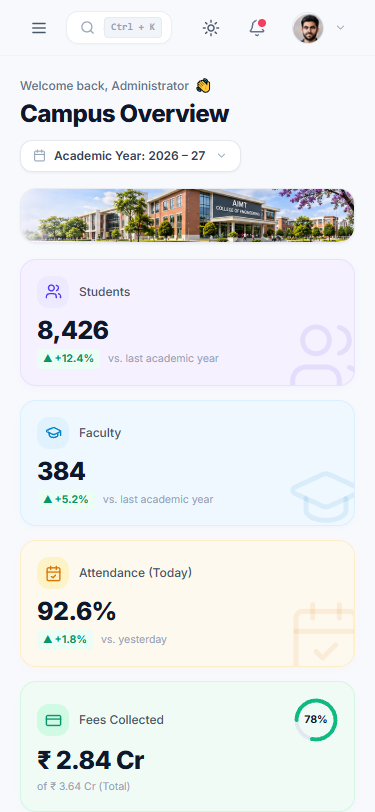 Ctrl + K
Welcome back, Administrator 👋
Campus Overview
Academic Year: 2026 – 27
AIMT
COLLEGE OF ENGINEERING
Students
8,426
▲ +12.4% vs. last academic year
Faculty
384
▲ +5.2% vs. last academic year
Attendance (Today)
92.6%
▲ +1.8% vs. yesterday
Fees Collected
78%
₹ 2.84 Cr
of ₹ 3.64 Cr (Total)